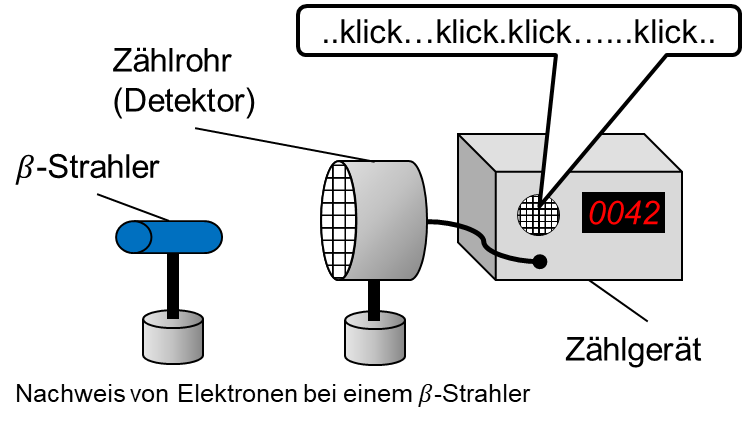 ..klick…klick.klick…...klick..
Zählrohr
(Detektor)
β-Strahler
0042
Zählgerät
Nachweis von Elektronen bei einem β-Strahler